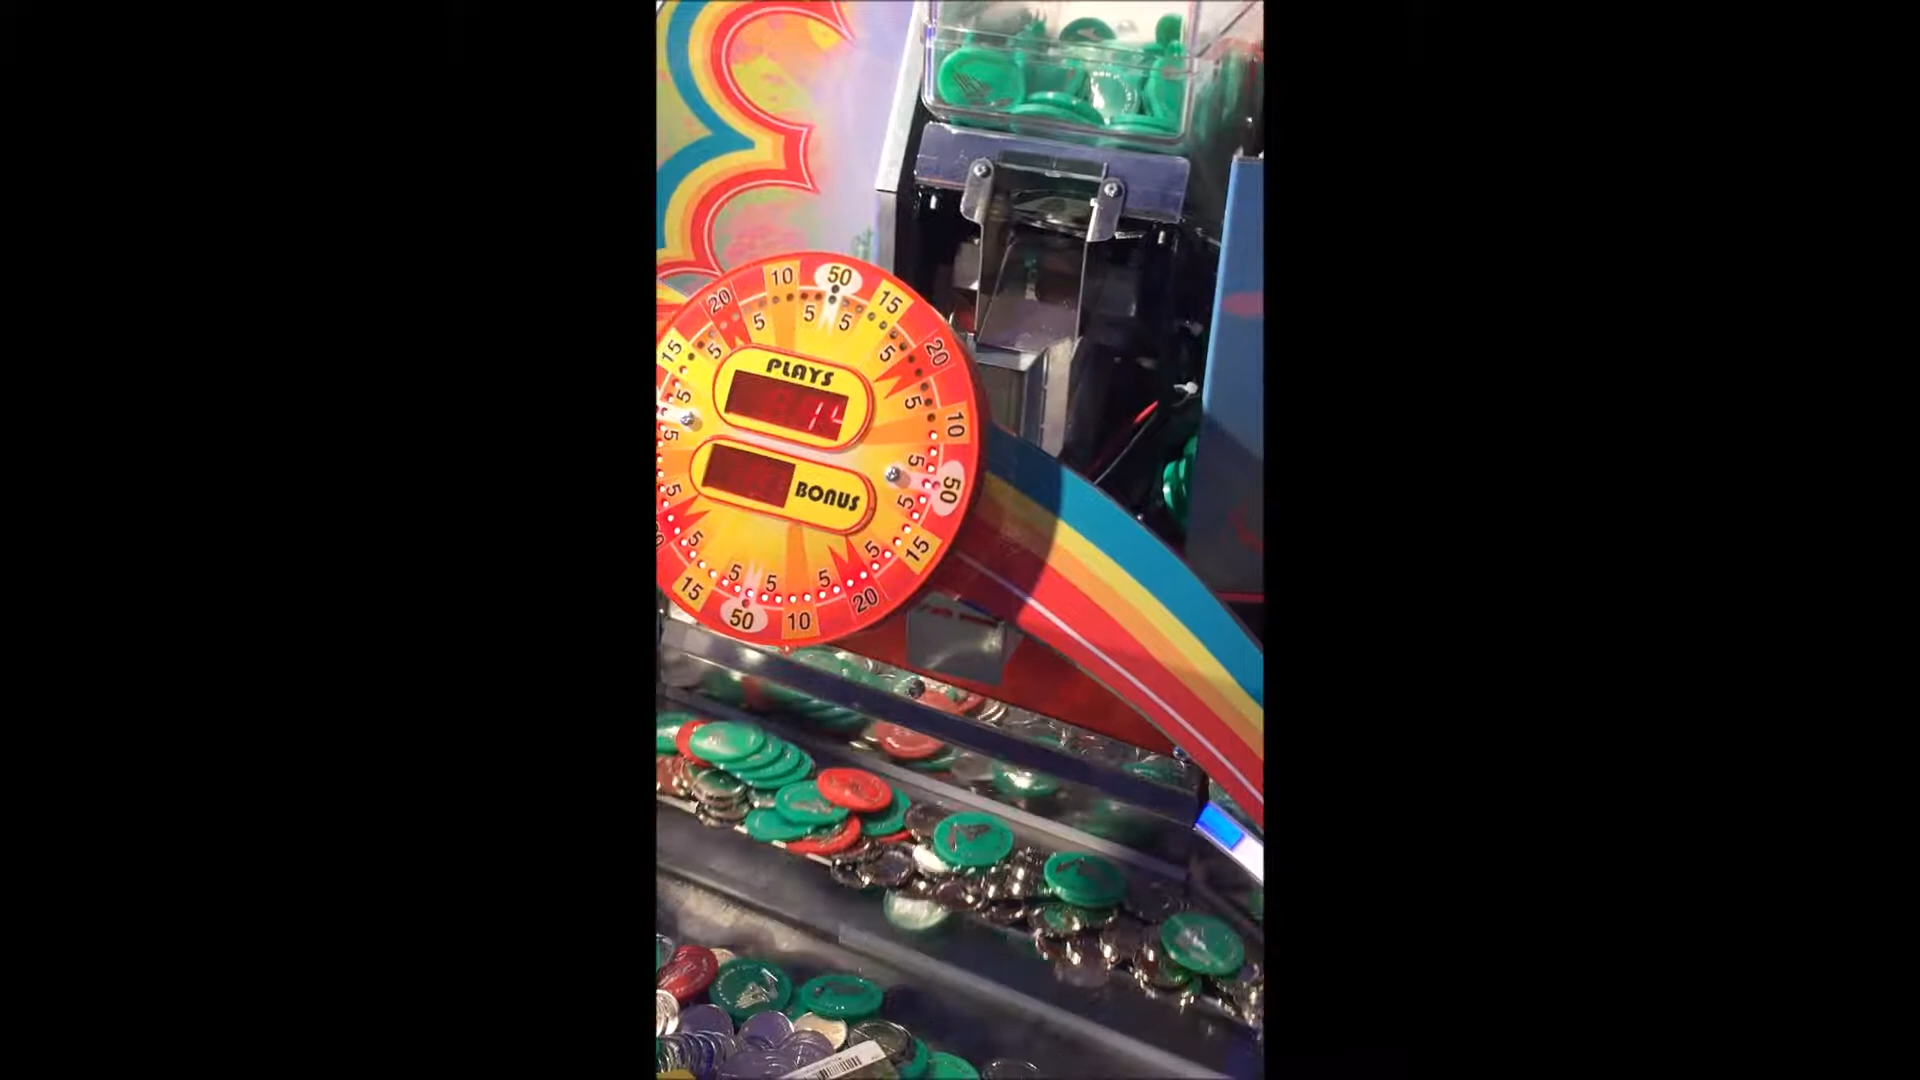 10 50 15
20 5 5 5 20
15 5 5
PLAYS
5 5 10
5 BONUS 5 50
5 5 15
5 5 5 5 5 20
15 50 10